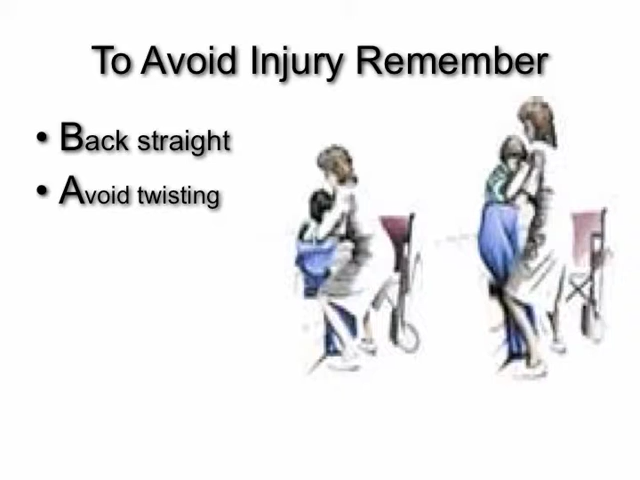 To Avoid Injury Remember
• Back straight
• Avoid twisting